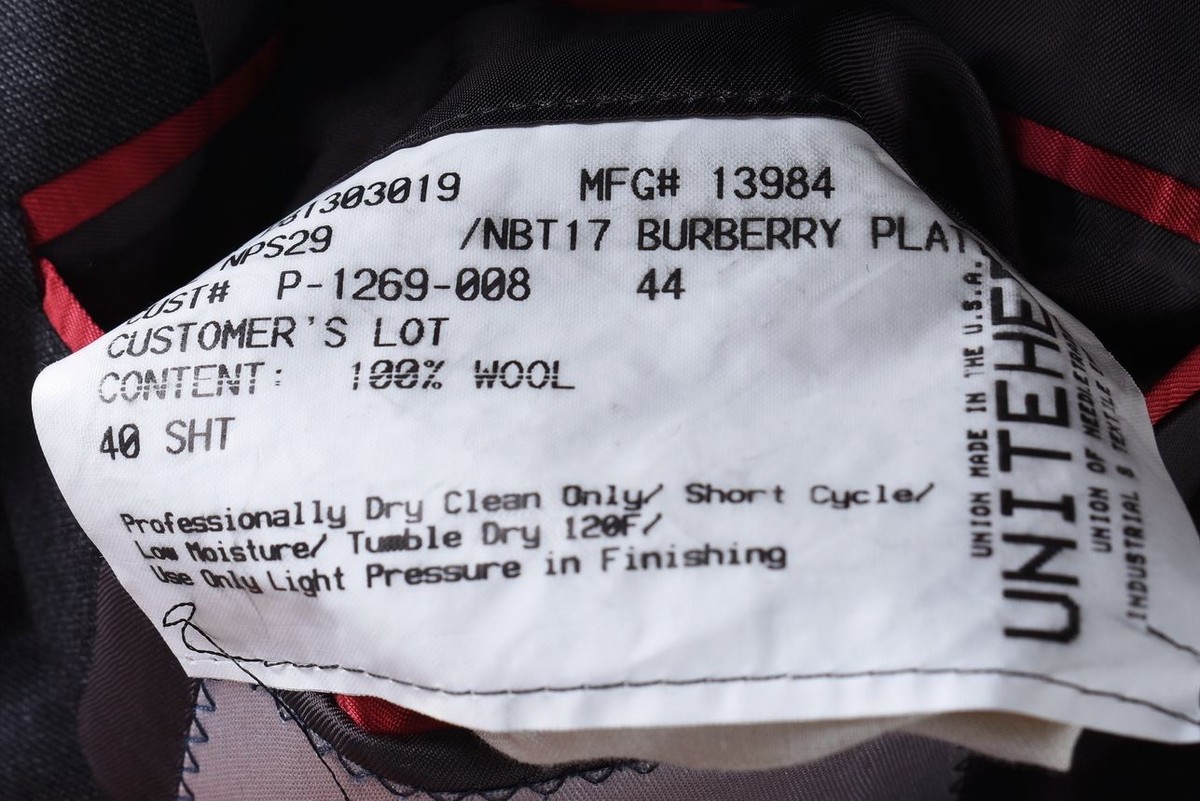 31303019 MFG# 13984
NPS29 /NBT17 BURBERRY PLAT
CUST# P-1269-008 44
CUSTOMER'S LOT
CONTENT: 100% WOOL
40 SHT
Professionally Dry Clean Only/ Short Cycle/
Low Moisture/ Tumble Dry 120F/
Use Only Light Pressure in Finishing
UNION MADE IN THE U.S.A.
UNITEHE
UNION OF NEEDLETRADES
INDUSTRIAL & TEXTILE